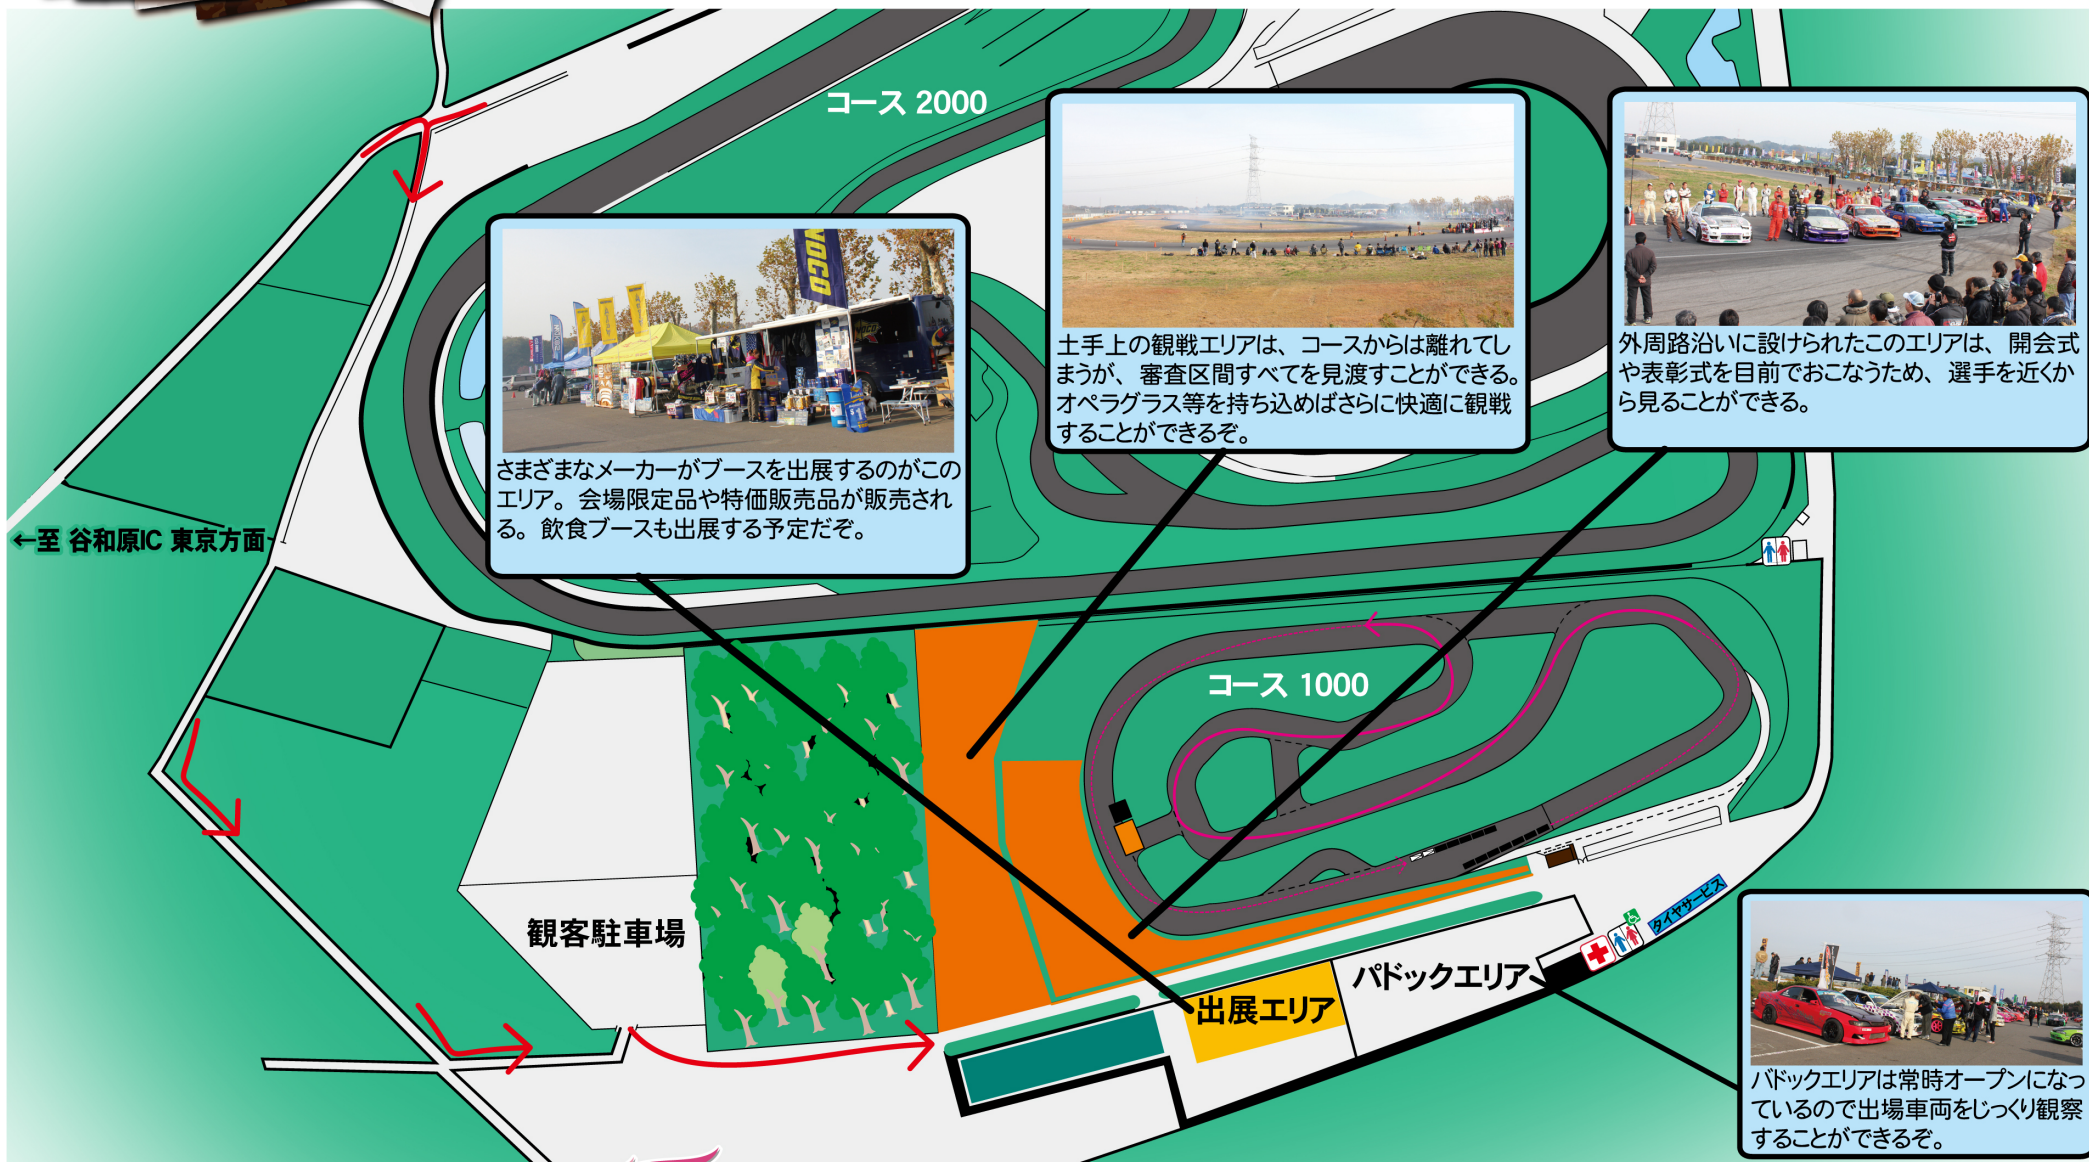 コース 2000
さまざまなメーカーがブースを出展するのがこの
エリア。会場限定品や特価販売品が販売され
る。飲食ブースも出展する予定だぞ。
土手上の観戦エリアは、コースからは離れてし
まうが、審査区間すべてを見渡すことができる。
オペラグラス等を持ち込めばさらに快適に観戦
することができるぞ。
外周路沿いに設けられたこのエリアは、開会式
や表彰式を目前でおこなうため、選手を近くか
ら見ることができる。
←至 谷和原IC 東京方面
コース 1000
観客駐車場
出展エリア
パドックエリア
タイヤサービス
パドックエリアは常時オープンになっ
ているので出場車両をじっくり観察
することができるぞ。